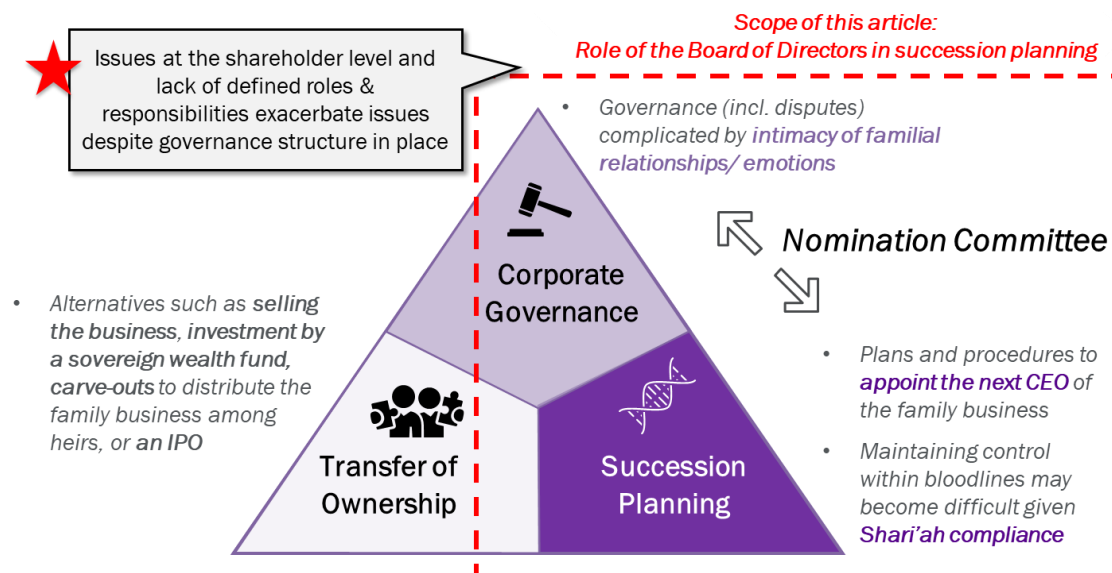 Scope of this article:
Role of the Board of Directors in succession planning
Issues at the shareholder level and
lack of defined roles &
responsibilities exacerbate issues
despite governance structure in place
• Governance (incl. disputes)
complicated by intimacy of familial
relationships/ emotions
Nomination Committee
Corporate
Governance
• Alternatives such as selling
the business, investment by
a sovereign wealth fund,
carve-outs to distribute the
family business among
heirs, or an IPO
• Plans and procedures to
appoint the next CEO of
the family business
• Maintaining control
within bloodlines may
become difficult given
Shari'ah compliance
Transfer of
Ownership
Succession
Planning